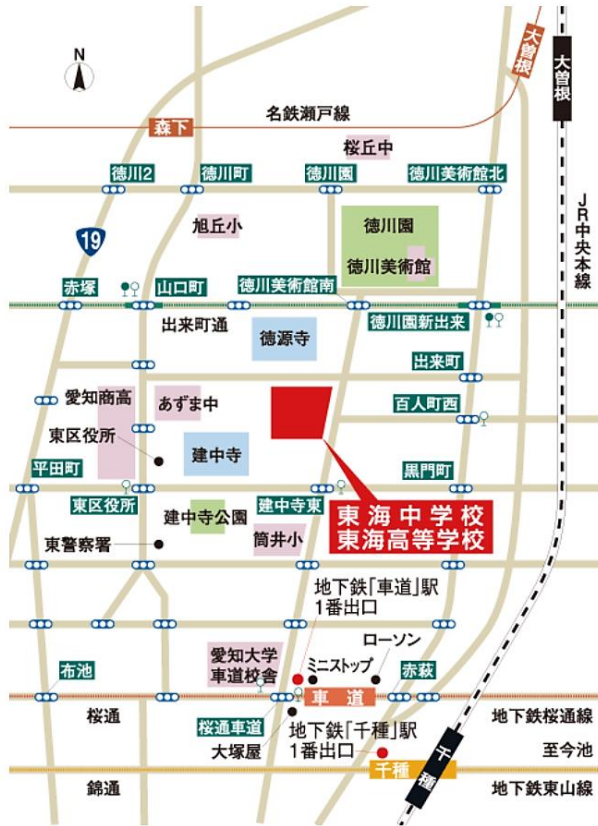 N
大曽根
大曽根
名鉄瀬戸線
森下
桜丘中
徳川2
徳川町
徳川園
徳川美術館北
JR中央本線
旭丘小
徳川園
19
徳川美術館
赤塚
山口町
徳川美術館南
出来町通
徳源寺
徳川園新出来
出来町
愛知商高
あずま中
百人町西
東区役所
建中寺
平田町
黒門町
東区役所
建中寺公園
建中寺東
東海中学校
東海高等学校
東警察署
筒井小
地下鉄「車道」駅
1番出口
愛知大学
車道校舎
ミニストップ
ローソン
布池
赤萩
車道
桜通
桜通車道
大塚屋
地下鉄「千種」駅
1番出口
地下鉄桜通線
千種
至今池
千種
錦通
地下鉄東山線